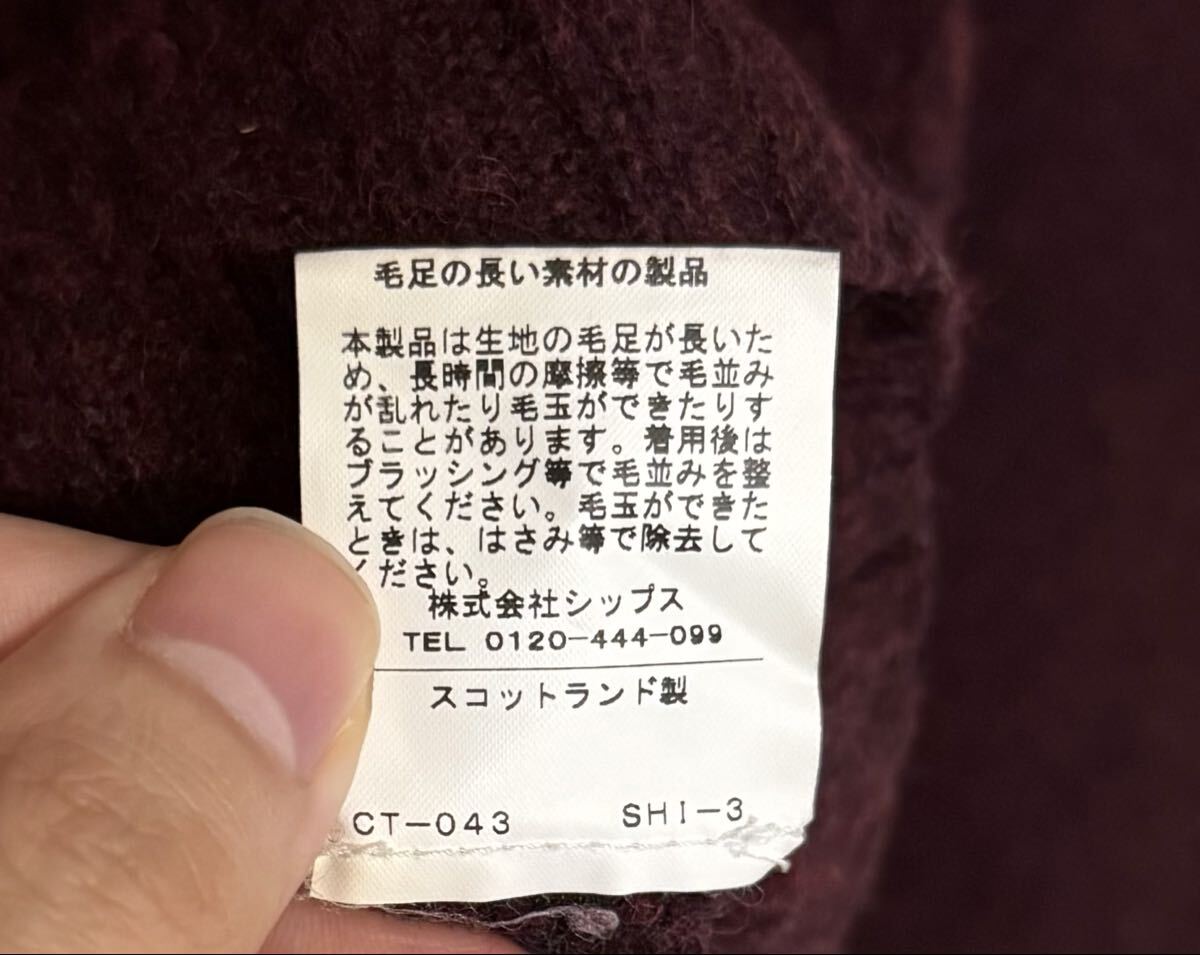 毛足の長い素材の製品
本製品は生地の毛足が長いた
め、長時間の摩擦等で毛並み
が乱れたり毛玉ができたりす
ることがあります。着用後は
ブラッシング等で毛並みを整
えてください。毛玉ができた
ときは、はさみ等で除去して
ください。
株式会社シップス
TEL 0120-444-099
スコットランド製
CT-043 SHI-3